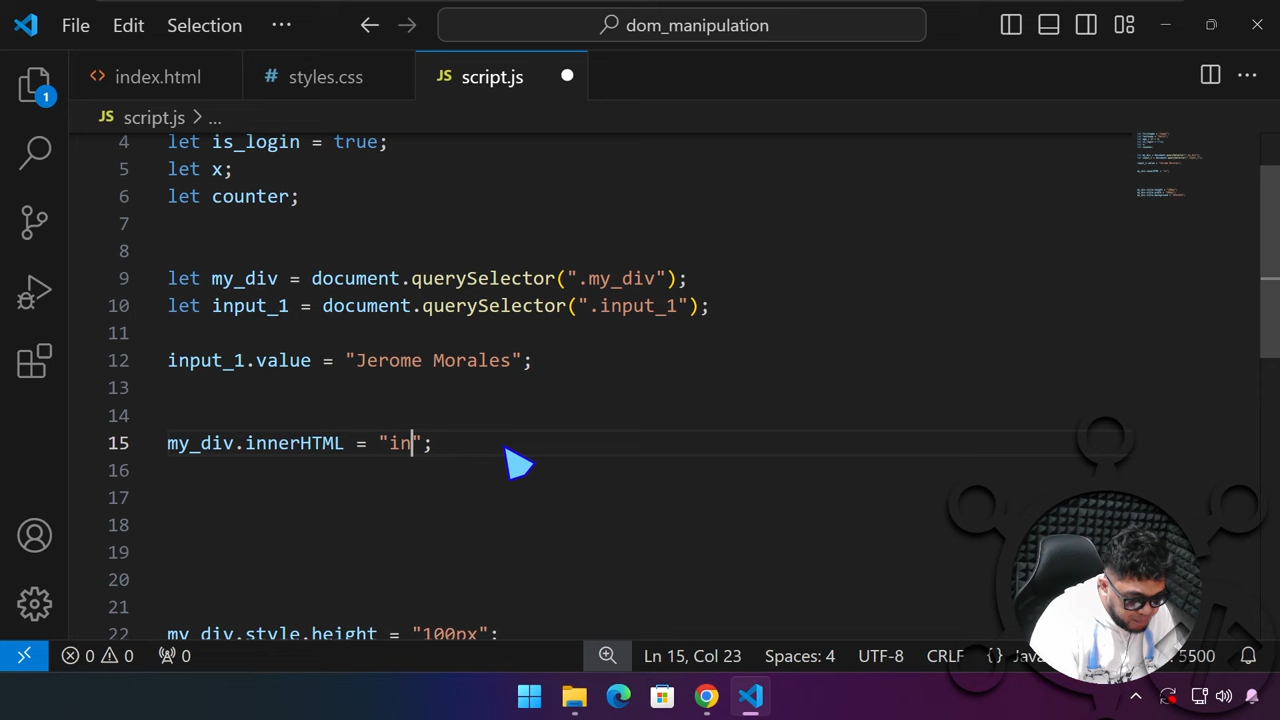 File Edit Selection ··· dom_manipulation
index.html styles.css JS script.js
1
JS script.js > ...
4 let is_login = true;
5 let x;
6 let counter;
7
8
9 let my_div = document.querySelector(".my_div");
10 let input_1 = document.querySelector(".input_1");
11
12 input_1.value = "Jerome Morales";
13
14
15 my_div.innerHTML = "in";
16
17
18
19
20
21
22 my_div.style.height = "100px";
0 0 0 Ln 15, Col 23 Spaces: 4 UTF-8 CRLF {} 5500